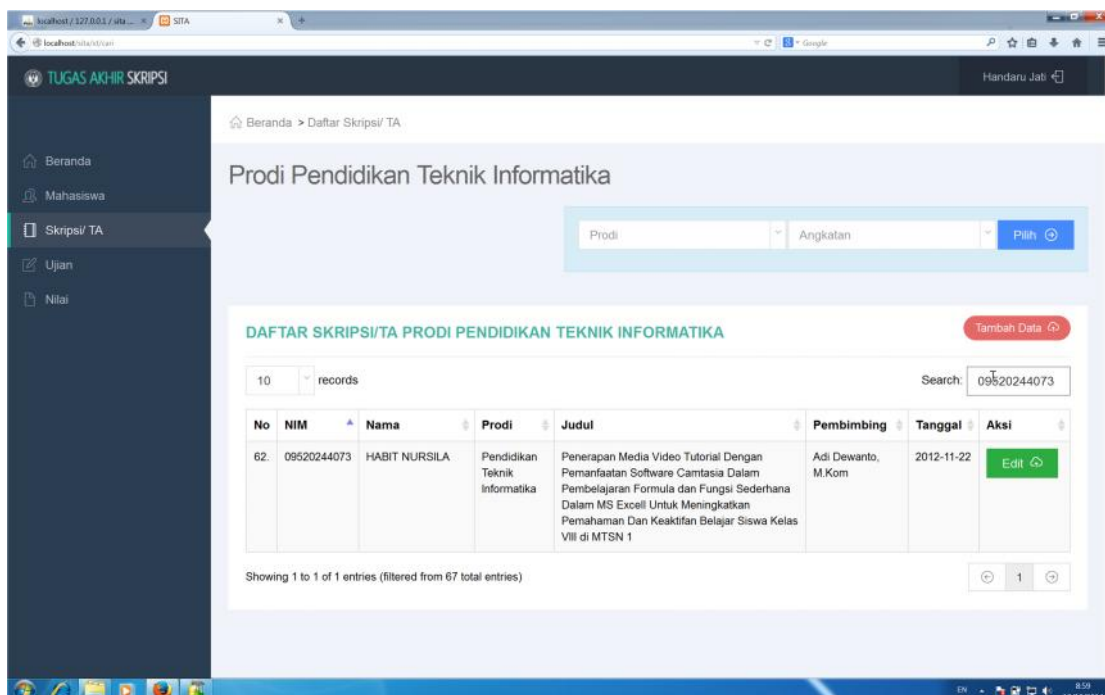 localhost / 127.0.0.1 / sita ...
SITA
localhost/sita/id/cari
Google
TUGAS AKHIR SKRIPSI
Handaru Jati
Beranda > Daftar Skripsi/ TA
Beranda
Mahasiswa
Skripsi/ TA
Ujian
Nilai
Prodi Pendidikan Teknik Informatika
Prodi
Angkatan
Pilih
DAFTAR SKRIPSI/TA PRODI PENDIDIKAN TEKNIK INFORMATIKA
Tambah Data
10 records
Search: 09520244073
No NIM Nama Prodi Judul Pembimbing Tanggal Aksi
62. 09520244073 HABIT NURSILA Pendidikan Penerapan Media Video Tutorial Dengan Adi Dewanto, 2012-11-22 Edit
Teknik Pemanfaatan Software Camtasia Dalam M.Kom
Informatika Pembelajaran Formula dan Fungsi Sederhana
Dalam MS Excell Untuk Meningkatkan
Pemahaman Dan Keaktifan Belajar Siswa Kelas
VIII di MTSN 1
Showing 1 to 1 of 1 entries (filtered from 67 total entries)
1
EN
8:59